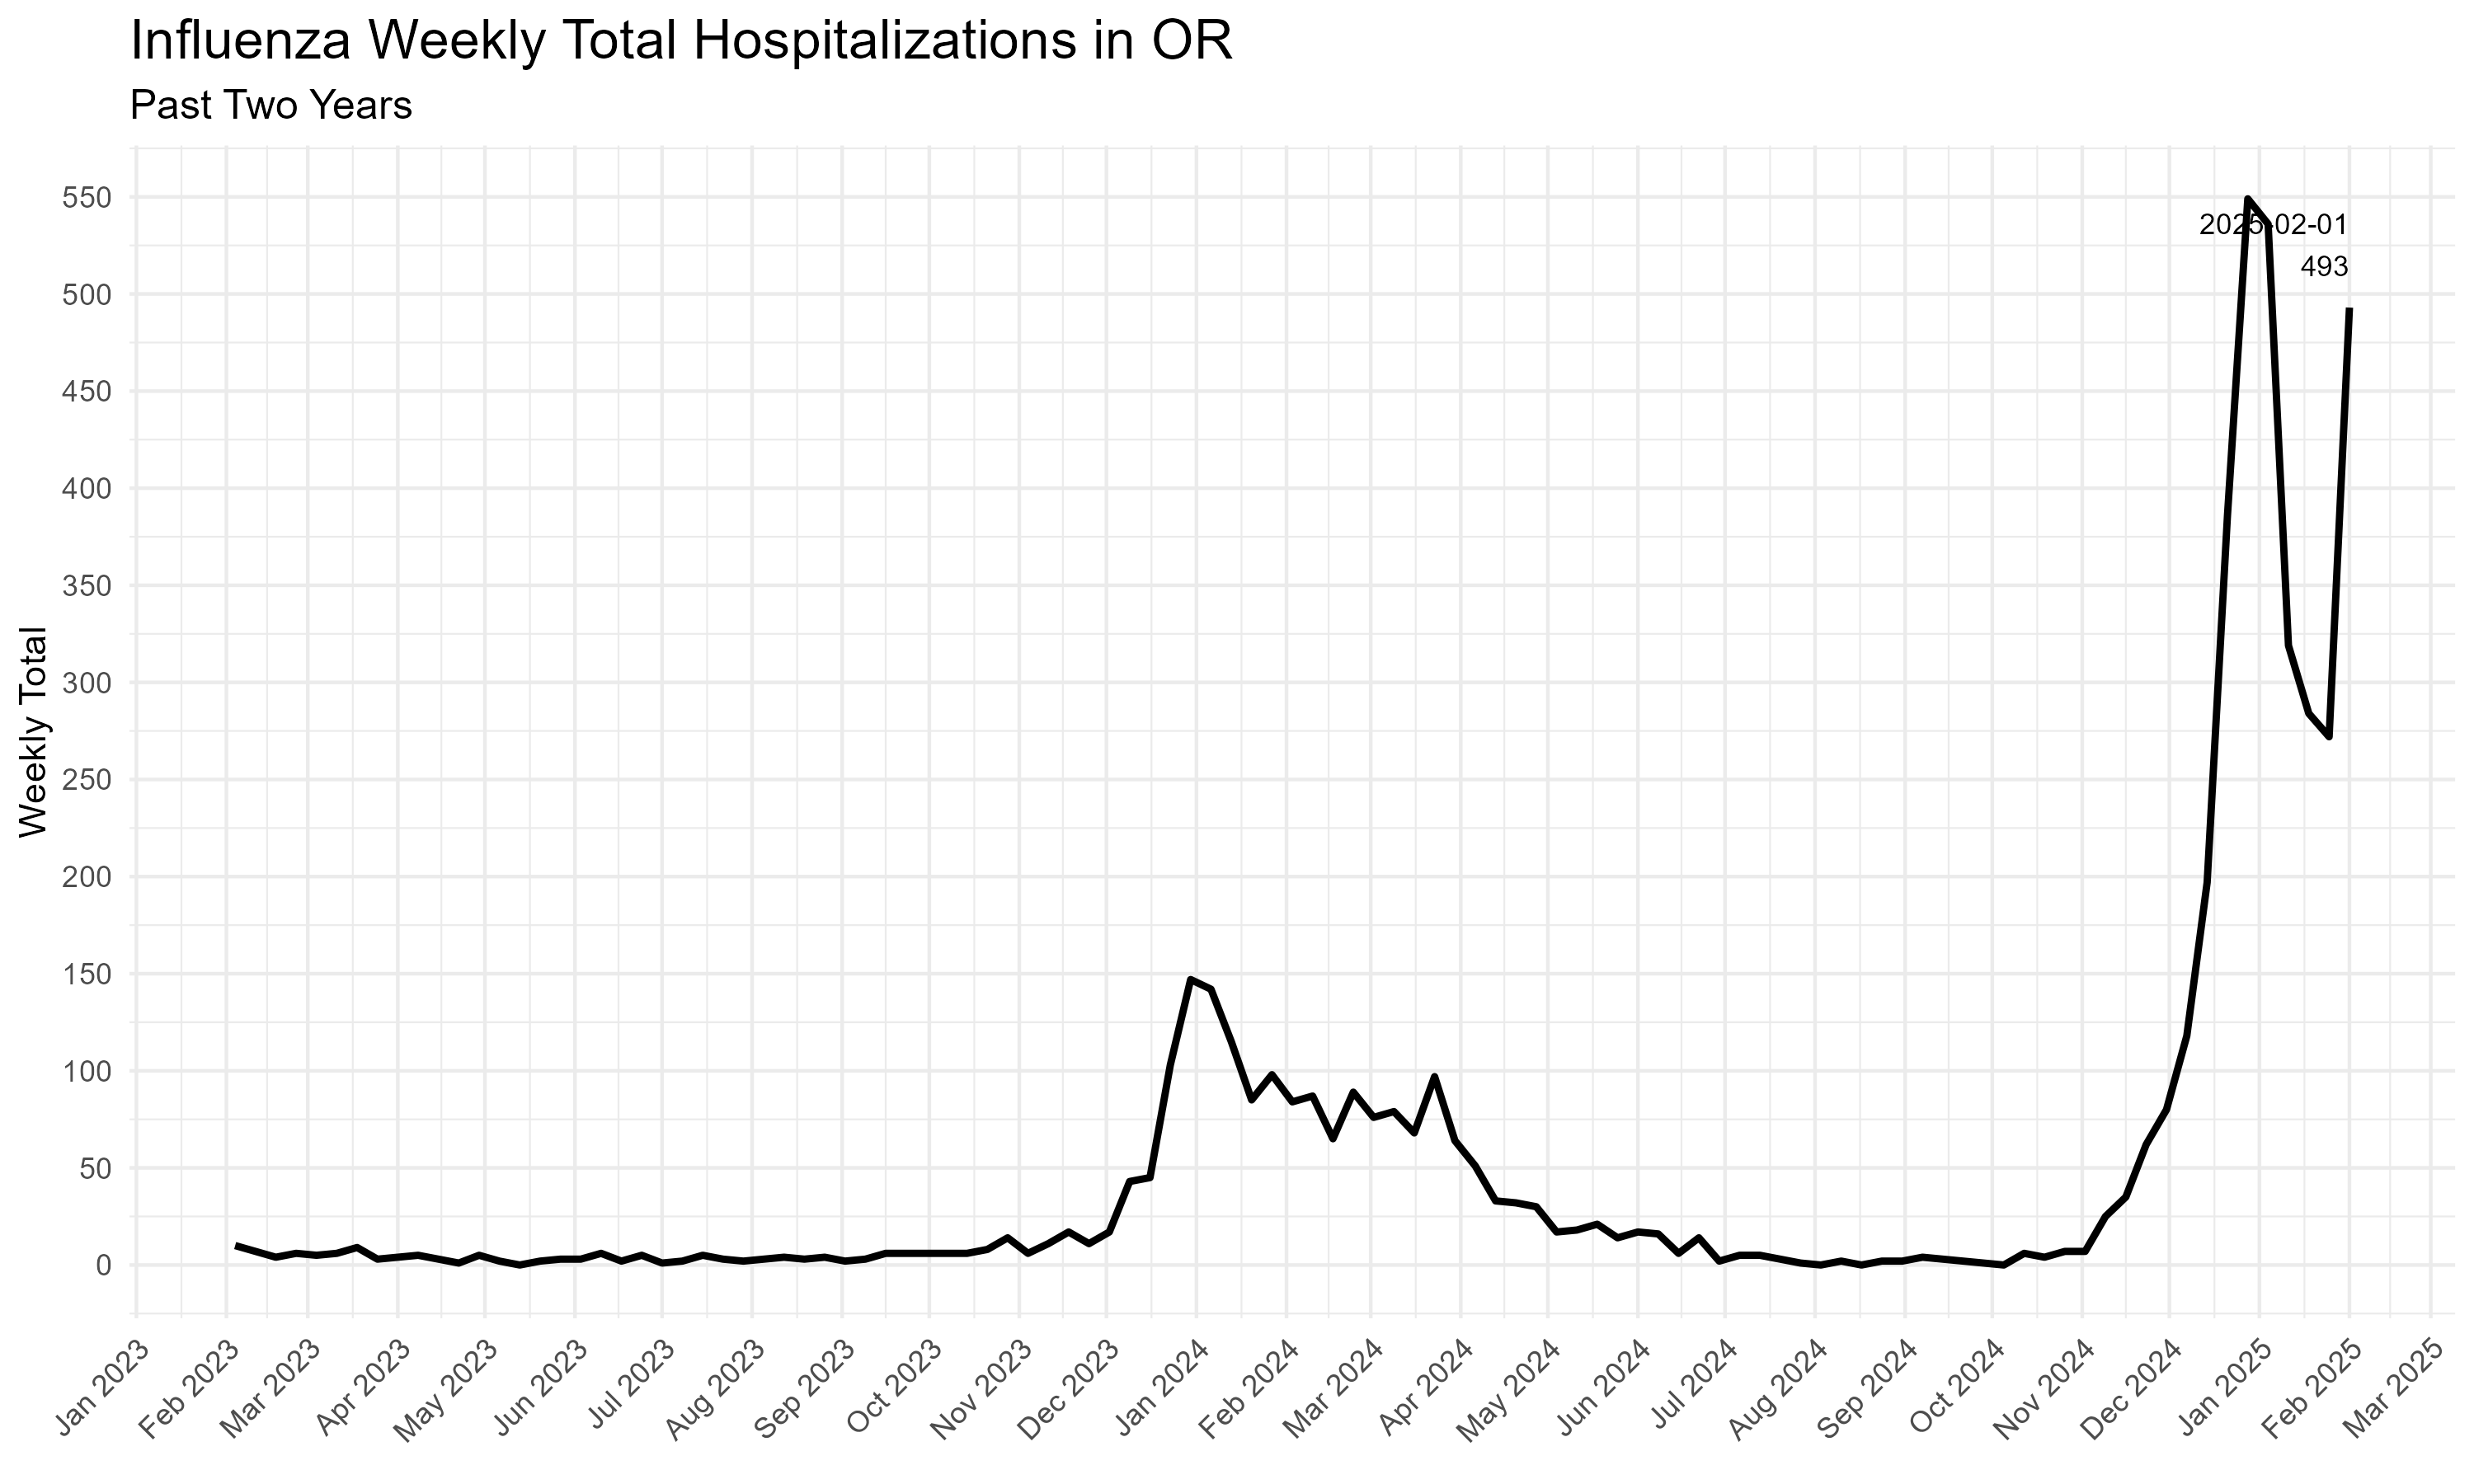 Influenza Weekly Total Hospitalizations in OR
Past Two Years
Weekly Total
550
500
450
400
350
300
250
200
150
100
50
0
2025-02-01
493
Jan 2023
Feb 2023
Mar 2023
Apr 2023
May 2023
Jun 2023
Jul 2023
Aug 2023
Sep 2023
Oct 2023
Nov 2023
Dec 2023
Jan 2024
Feb 2024
Mar 2024
Apr 2024
May 2024
Jun 2024
Jul 2024
Aug 2024
Sep 2024
Oct 2024
Nov 2024
Dec 2024
Jan 2025
Feb 2025
Mar 2025